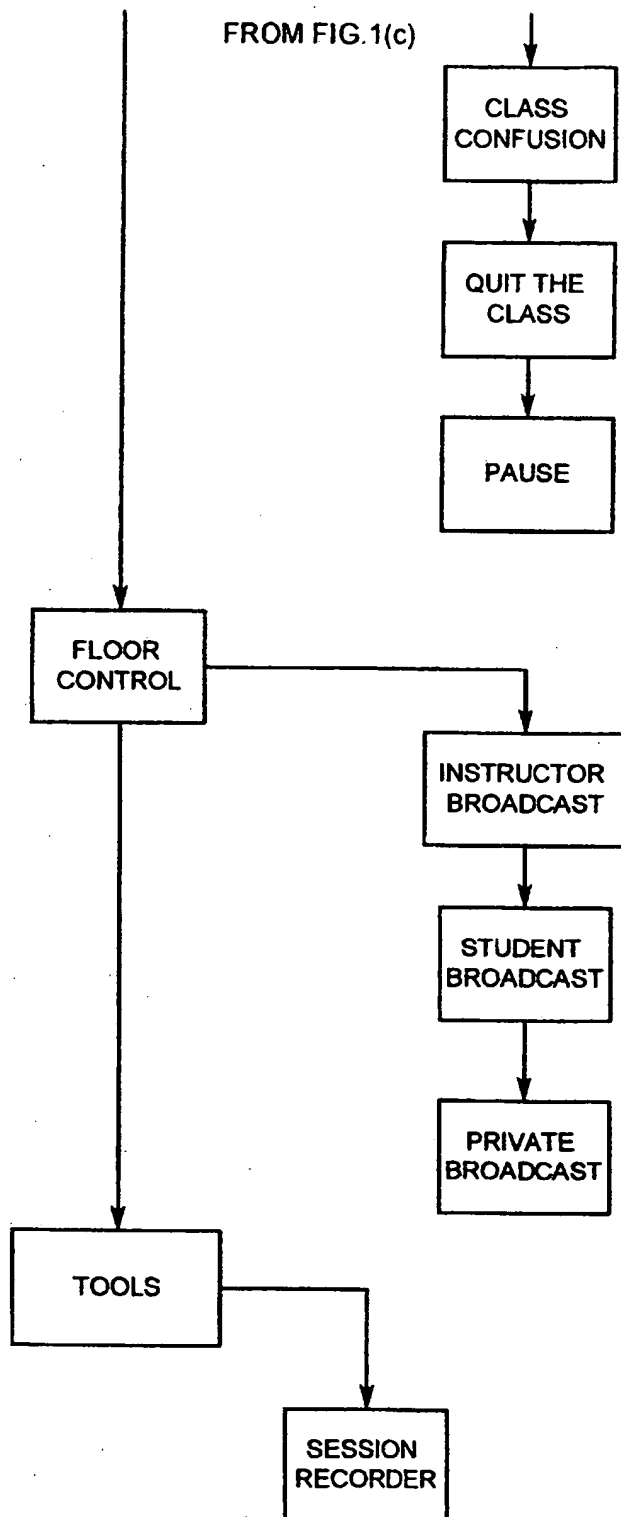 FROM FIG.1(c)
CLASS
CONFUSION
QUIT THE
CLASS
PAUSE
FLOOR
CONTROL
INSTRUCTOR
BROADCAST
STUDENT
BROADCAST
PRIVATE
BROADCAST
TOOLS
SESSION
RECORDER